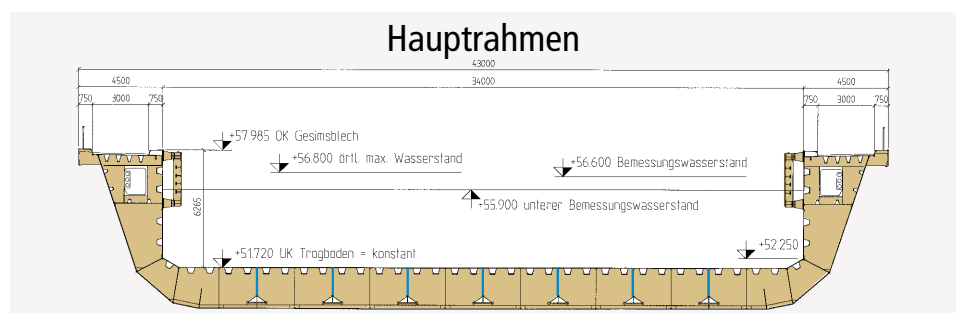 Hauptrahmen
43000
4500 34000 4500
750 3000 750 750 3000 750
+57.985 OK Gesimsblech
+56.800 örtl. max. Wasserstand
+56.600 Bemessungswasserstand
+55.900 unterer Bemessungswasserstand
6265
+51.720 UK Trogboden = konstant
+52.250